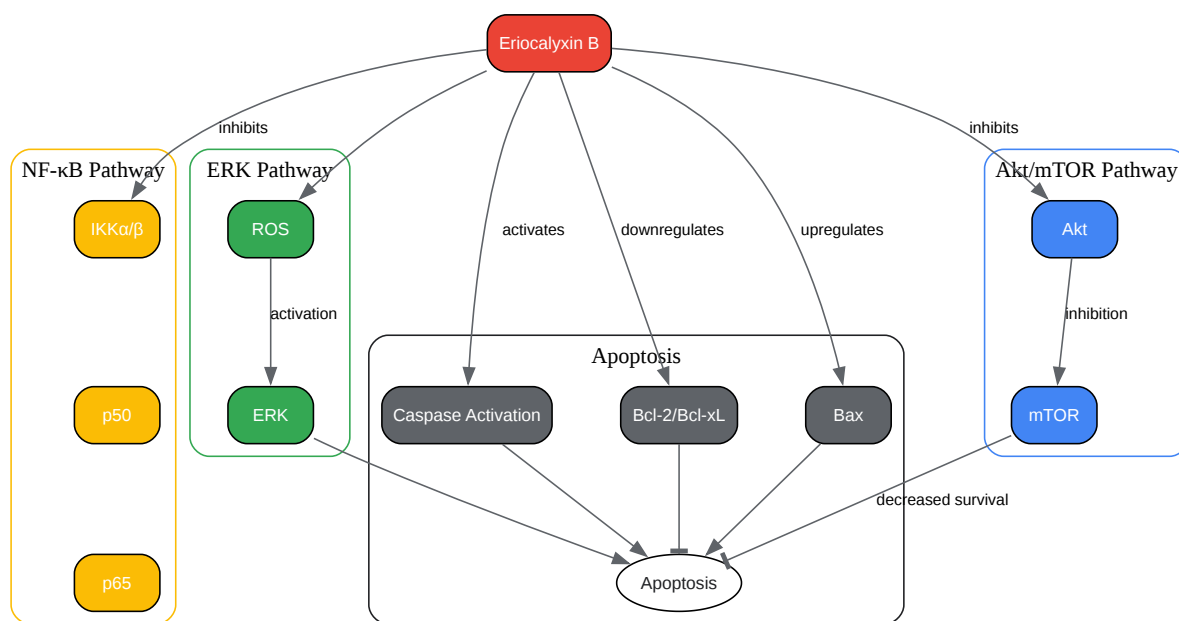 Eriocalyxin B
inhibits
inhibits
NF-κB Pathway
ERK Pathway
Akt/mTOR Pathway
IKKα/β
ROS
activates
downregulates
upregulates
Akt
activation
inhibition
Apoptosis
p50
ERK
Caspase Activation
Bcl-2/Bcl-xL
Bax
mTOR
decreased survival
p65
Apoptosis